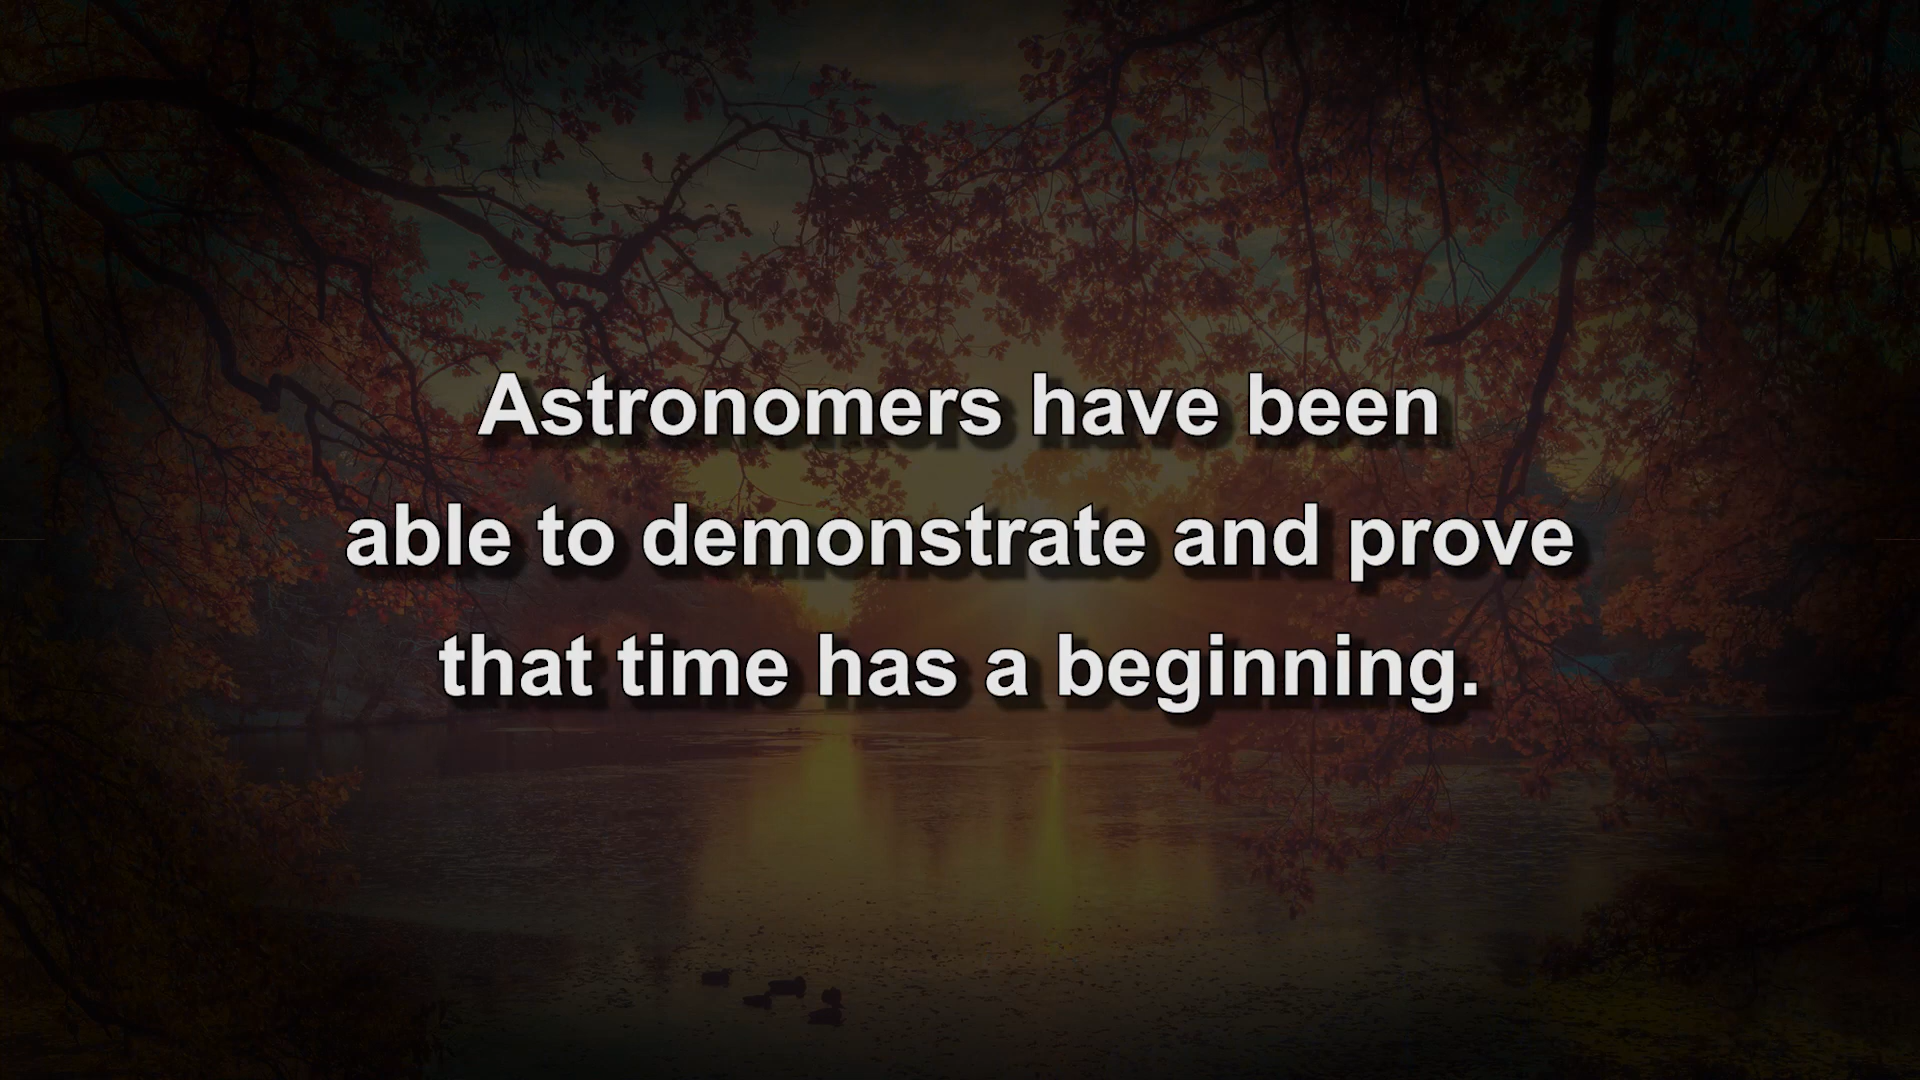 Astronomers have been
able to demonstrate and prove
that time has a beginning.